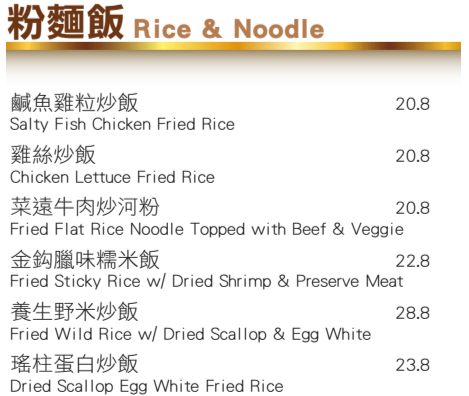 粉麵飯 Rice & Noodle
鹹魚雞粒炒飯 20.8
Salty Fish Chicken Fried Rice
雞絲炒飯 20.8
Chicken Lettuce Fried Rice
菜遠牛肉炒河粉 20.8
Fried Flat Rice Noodle Topped with Beef & Veggie
金鈎臘味糯米飯 22.8
Fried Sticky Rice w/ Dried Shrimp & Preserve Meat
養生野米炒飯 28.8
Fried Wild Rice w/ Dried Scallop & Egg White
瑤柱蛋白炒飯 23.8
Dried Scallop Egg White Fried Rice